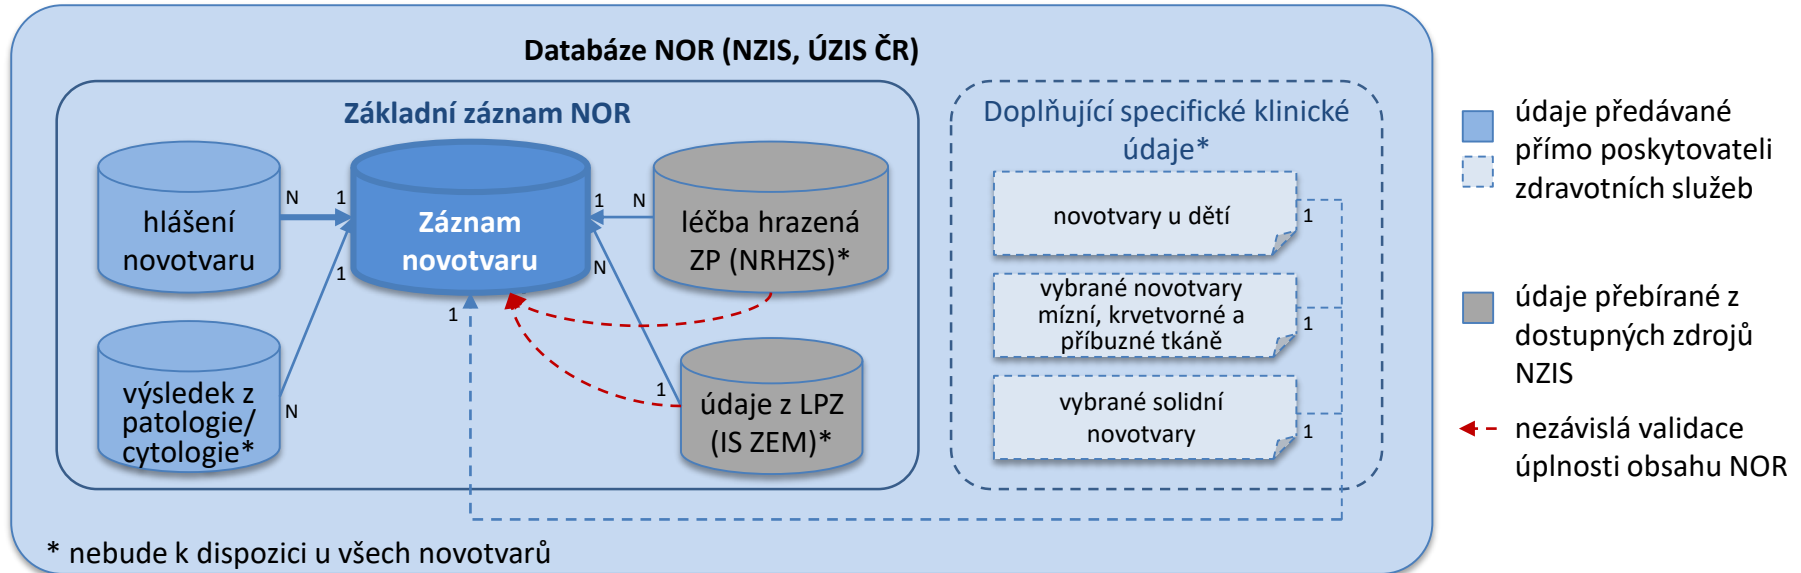 Databáze NOR (NZIS, ÚZIS ČR)
Základní záznam NOR
hlášení
novotvaru
N
1
Záznam
novotvaru
1
N
léčba hrazená
ZP (NRHZS)*
1
N
1
výsledek z
patologie/
cytologie*
N
1
údaje z LPZ
(IS ZEM)*
Doplňující specifické klinické
údaje*
novotvary u dětí
1
vybrané novotvary
mízní, krvetvorné a
příbuzné tkáně
1
vybrané solidní
novotvary
1
* nebude k dispozici u všech novotvarů
údaje předávané
přímo poskytovateli
zdravotních služeb
údaje přebírané z
dostupných zdrojů
NZIS
nezávislá validace
úplnosti obsahu NOR